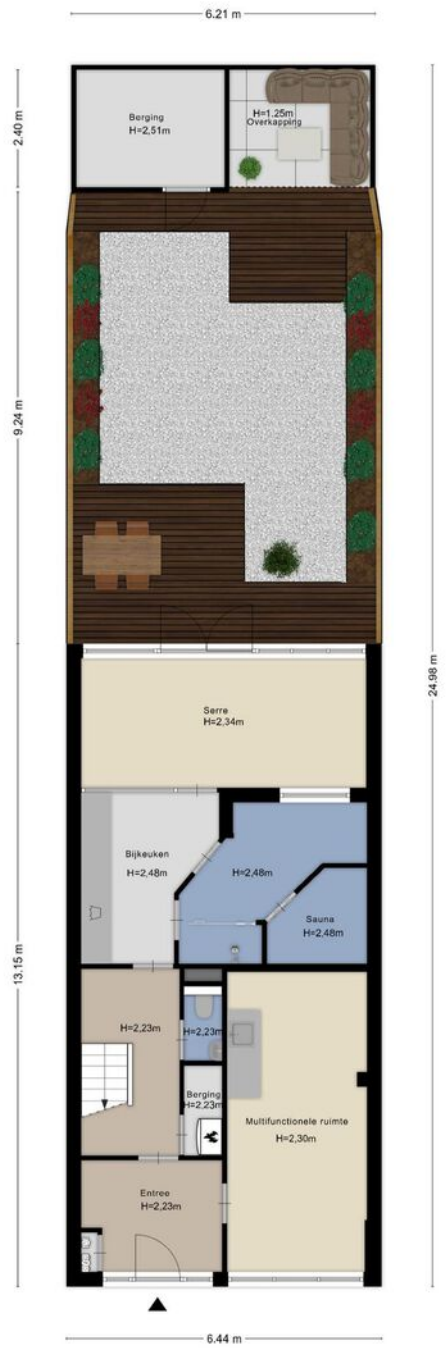 6.21 m
2.40 m
Berging
H=2,51m
H=1.25m
Overkapping
9.24 m
24.98 m
Serre
H=2,34m
Bijkeuken
H=2,48m
H=2,48m
Sauna
H=2,48m
13.15 m
H=2,23m
H=2,23m
Berging
H=2,23m
Multifunctionele ruimte
H=2,30m
Entree
H=2,23m
6.44 m